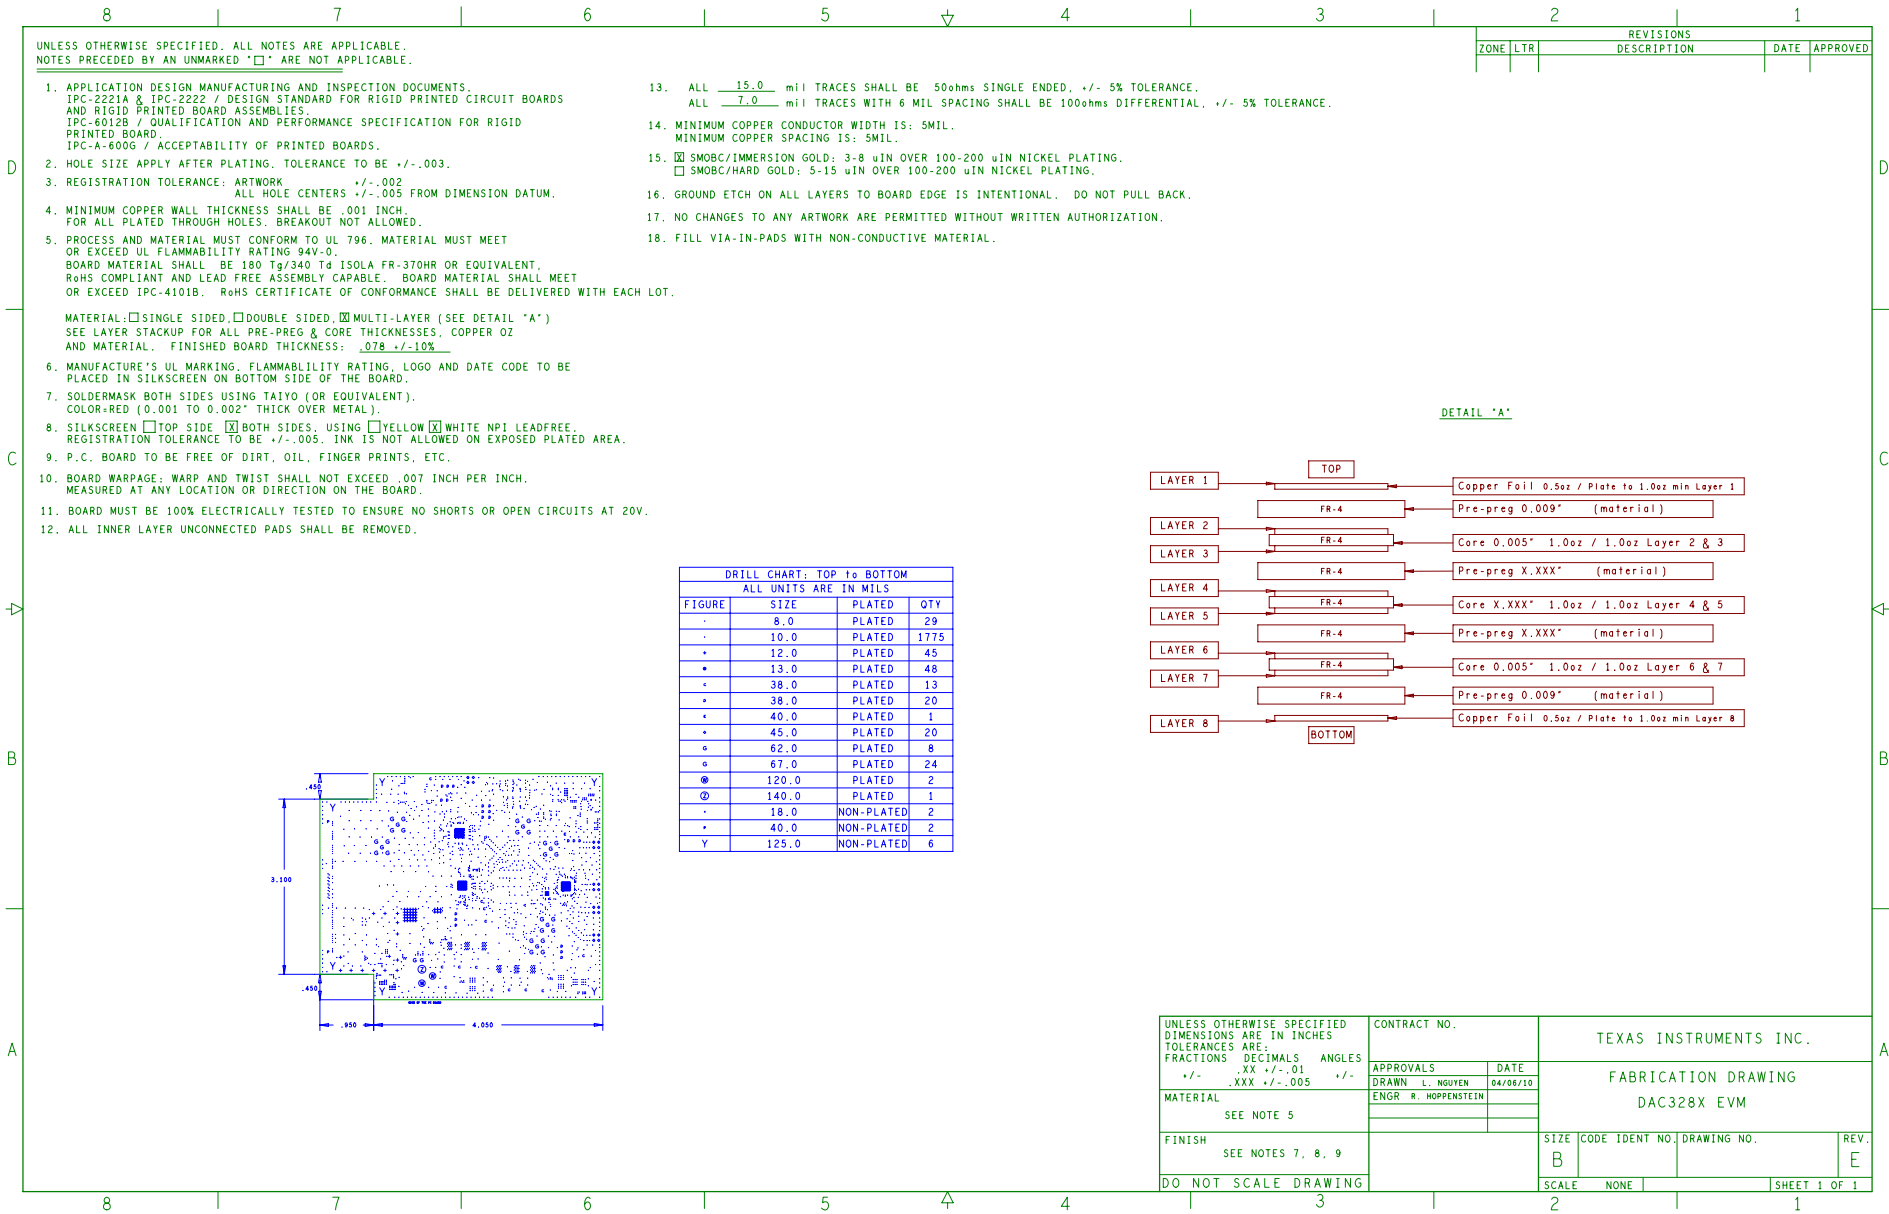 8 7 6 5 4 3 2 1
UNLESS OTHERWISE SPECIFIED. ALL NOTES ARE APPLICABLE.
NOTES PRECEDED BY AN UNMARKED "☐" ARE NOT APPLICABLE.
1. APPLICATION DESIGN MANUFACTURING AND INSPECTION DOCUMENTS.
IPC-2221A & IPC-2222 / DESIGN STANDARD FOR RIGID PRINTED CIRCUIT BOARDS
AND RIGID PRINTED BOARD ASSEMBLIES.
IPC-6012B / QUALIFICATION AND PERFORMANCE SPECIFICATION FOR RIGID
PRINTED BOARD.
IPC-A-600G / ACCEPTABILITY OF PRINTED BOARDS.
2. HOLE SIZE APPLY AFTER PLATING. TOLERANCE TO BE +/-.003.
3. REGISTRATION TOLERANCE: ARTWORK +/-.002
ALL HOLE CENTERS +/-.005 FROM DIMENSION DATUM.
4. MINIMUM COPPER WALL THICKNESS SHALL BE .001 INCH.
FOR ALL PLATED THROUGH HOLES. BREAKOUT NOT ALLOWED.
5. PROCESS AND MATERIAL MUST CONFORM TO UL 796. MATERIAL MUST MEET
OR EXCEED UL FLAMMABILITY RATING 94V-0.
BOARD MATERIAL SHALL BE 180 Tg/340 Td ISOLA FR-370HR OR EQUIVALENT,
RoHS COMPLIANT AND LEAD FREE ASSEMBLY CAPABLE. BOARD MATERIAL SHALL MEET
OR EXCEED IPC-4101B. RoHS CERTIFICATE OF CONFORMANCE SHALL BE DELIVERED WITH EACH LOT.
MATERIAL: ☐ SINGLE SIDED, ☐ DOUBLE SIDED, ☒ MULTI-LAYER (SEE DETAIL "A")
SEE LAYER STACKUP FOR ALL PRE-PREG & CORE THICKNESSES, COPPER OZ
AND MATERIAL. FINISHED BOARD THICKNESS: .078 +/-10%
6. MANUFACTURE'S UL MARKING, FLAMMABLILITY RATING, LOGO AND DATE CODE TO BE
PLACED IN SILKSCREEN ON BOTTOM SIDE OF THE BOARD.
7. SOLDERMASK BOTH SIDES USING TAIYO (OR EQUIVALENT),
COLOR=RED (0.001 TO 0.002" THICK OVER METAL).
8. SILKSCREEN ☐ TOP SIDE ☒ BOTH SIDES, USING ☐ YELLOW ☒ WHITE NPI LEADFREE.
REGISTRATION TOLERANCE TO BE +/-.005. INK IS NOT ALLOWED ON EXPOSED PLATED AREA.
9. P.C. BOARD TO BE FREE OF DIRT, OIL, FINGER PRINTS, ETC.
10. BOARD WARPAGE: WARP AND TWIST SHALL NOT EXCEED .007 INCH PER INCH.
MEASURED AT ANY LOCATION OR DIRECTION ON THE BOARD.
11. BOARD MUST BE 100% ELECTRICALLY TESTED TO ENSURE NO SHORTS OR OPEN CIRCUITS AT 20V.
12. ALL INNER LAYER UNCONNECTED PADS SHALL BE REMOVED.
13. ALL 15.0 mil TRACES SHALL BE 50ohms SINGLE ENDED, +/- 5% TOLERANCE.
ALL 7.0 mil TRACES WITH 6 MIL SPACING SHALL BE 100ohms DIFFERENTIAL, +/- 5% TOLERANCE.
14. MINIMUM COPPER CONDUCTOR WIDTH IS: 5MIL.
MINIMUM COPPER SPACING IS: 5MIL.
15. ☒ SMOBC/IMMERSION GOLD: 3-8 uIN OVER 100-200 uIN NICKEL PLATING.
☐ SMOBC/HARD GOLD: 5-15 uIN OVER 100-200 uIN NICKEL PLATING.
16. GROUND ETCH ON ALL LAYERS TO BOARD EDGE IS INTENTIONAL. DO NOT PULL BACK.
17. NO CHANGES TO ANY ARTWORK ARE PERMITTED WITHOUT WRITTEN AUTHORIZATION.
18. FILL VIA-IN-PADS WITH NON-CONDUCTIVE MATERIAL.
REVISIONS
ZONE LTR DESCRIPTION DATE APPROVED
D D
C C
B B
A A
DETAIL "A"
TOP
LAYER 1 Copper Foil 0.5oz / Plate to 1.0oz min Layer 1
FR-4 Pre-preg 0.009" (material)
LAYER 2
FR-4 Core 0.005" 1.0oz / 1.0oz Layer 2 & 3
LAYER 3
FR-4 Pre-preg X.XXX" (material)
LAYER 4
FR-4 Core X.XXX" 1.0oz / 1.0oz Layer 4 & 5
LAYER 5
FR-4 Pre-preg X.XXX" (material)
LAYER 6
FR-4 Core 0.005" 1.0oz / 1.0oz Layer 6 & 7
LAYER 7
FR-4 Pre-preg 0.009" (material)
LAYER 8 Copper Foil 0.5oz / Plate to 1.0oz min Layer 8
BOTTOM
DRILL CHART: TOP to BOTTOM
ALL UNITS ARE IN MILS
FIGURE SIZE PLATED QTY
8.0 PLATED 29
10.0 PLATED 1775
12.0 PLATED 45
13.0 PLATED 48
38.0 PLATED 13
38.0 PLATED 20
40.0 PLATED 1
45.0 PLATED 20
G 62.0 PLATED 8
G 67.0 PLATED 24
120.0 PLATED 2
Z 140.0 PLATED 1
18.0 NON-PLATED 2
40.0 NON-PLATED 2
Y 125.0 NON-PLATED 6
.450
3.100
.450
.950 4.050
UNLESS OTHERWISE SPECIFIED
DIMENSIONS ARE IN INCHES
TOLERANCES ARE:
FRACTIONS DECIMALS ANGLES
+/- .XX +/-.01 +/-
.XXX +/-.005
MATERIAL
SEE NOTE 5
FINISH
SEE NOTES 7, 8, 9
DO NOT SCALE DRAWING
CONTRACT NO.
APPROVALS DATE
DRAWN L. NGUYEN 04/06/10
ENGR R. HOPPENSTEIN
TEXAS INSTRUMENTS INC.
FABRICATION DRAWING
DAC328X EVM
SIZE CODE IDENT NO. DRAWING NO. REV.
B E
SCALE NONE SHEET 1 OF 1
8 7 6 5 4 3 2 1